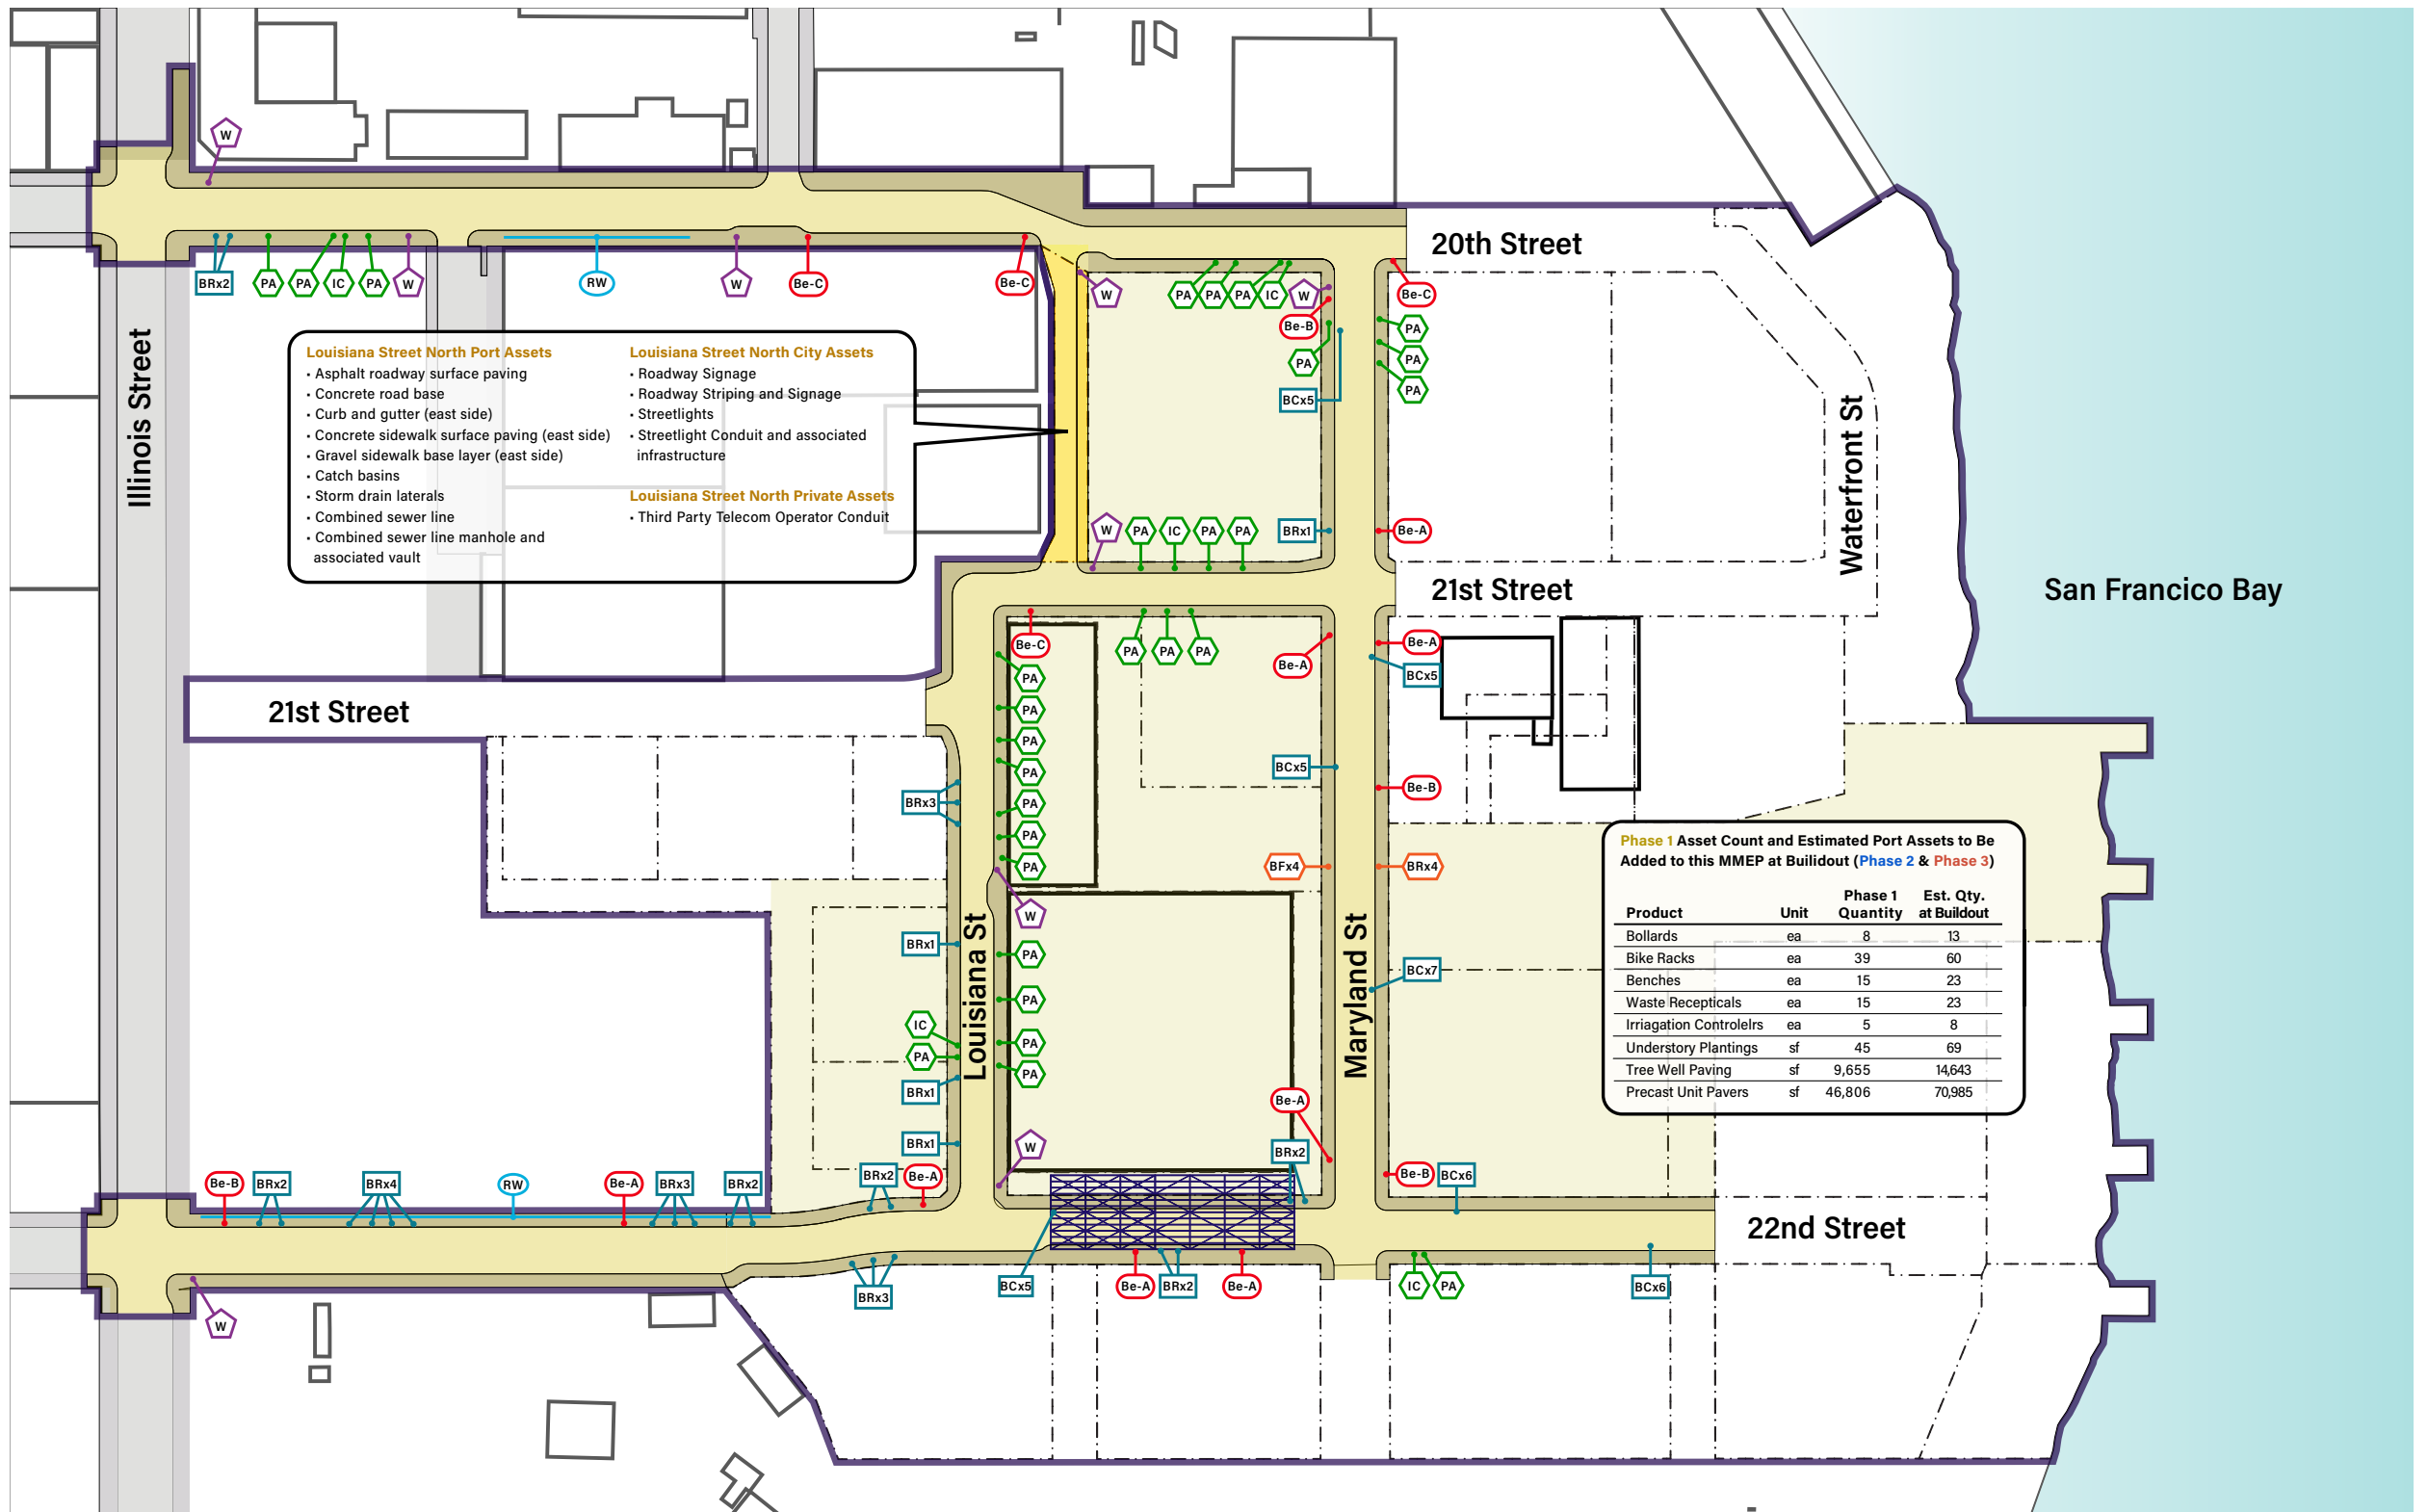 W
BRx2
PA
PA
IC
PA
W
RW
W
Be-C
Be-C
W
PA
PA
PA
IC
W
Be-C
20th Street
Be-B
PA
PA
PA
PA
BCx5
Illinois Street
Louisiana Street North Port Assets
• Asphalt roadway surface paving
• Concrete road base
• Curb and gutter (east side)
• Concrete sidewalk surface paving (east side)
• Gravel sidewalk base layer (east side)
• Catch basins
• Storm drain laterals
• Combined sewer line
• Combined sewer line manhole and
associated vault
Louisiana Street North City Assets
• Roadway Signage
• Roadway Striping and Signage
• Streetlights
• Streetlight Conduit and associated
infrastructure
Louisiana Street North Private Assets
• Third Party Telecom Operator Conduit
Waterfront St
W
PA
IC
PA
PA
BRx1
Be-A
21st Street
San Francico Bay
Be-C
PA
PA
PA
Be-A
Be-A
BCx5
21st Street
PA
PA
PA
PA
PA
PA
PA
BRx3
BCx5
Be-B
BFx4
BRx4
W
BRx1
Louisiana St
Maryland St
PA
PA
PA
PA
BCx7
IC
PA
BRx1
BRx1
Be-A
W
BRx2
Phase 1 Asset Count and Estimated Port Assets to Be
Added to this MMEP at Builidout (Phase 2 & Phase 3)
Product Unit Phase 1 Quantity Est. Qty. at Buildout
Bollards ea 8 13
Bike Racks ea 39 60
Benches ea 15 23
Waste Recepticals ea 15 23
Irriagation Controlelrs ea 5 8
Understory Plantings sf 45 69
Tree Well Paving sf 9,655 14,643
Precast Unit Pavers sf 46,806 70,985
Be-B
BRx2
BRx4
RW
Be-A
BRx3
BRx2
BRx2
Be-A
Be-B
BCx6
22nd Street
W
BRx3
BCx5
Be-A
BRx2
Be-A
IC
PA
BCx6